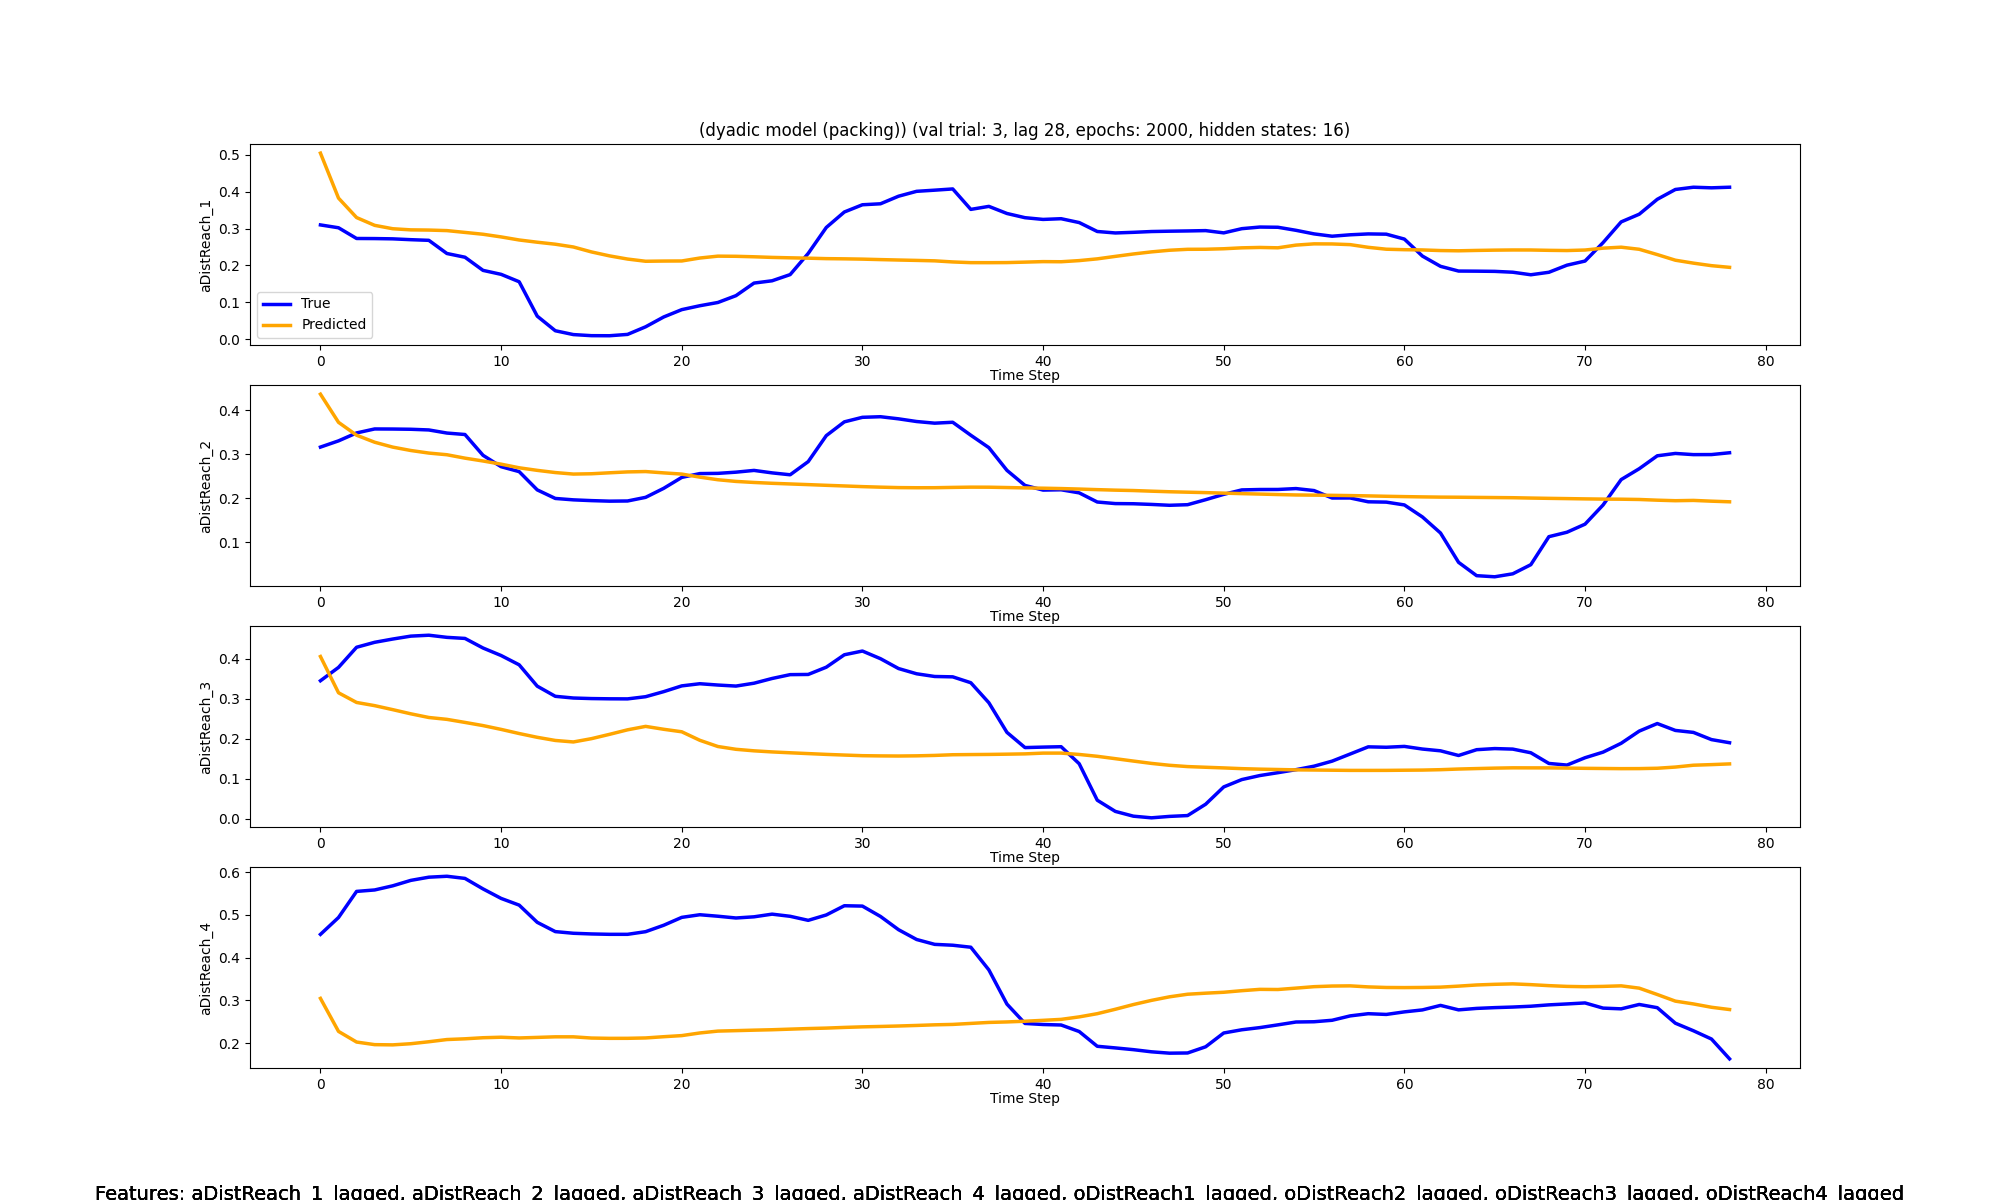 (dyadic model (packing)) (val trial: 3, lag 28, epochs: 2000, hidden states: 16)
0.5
0.4
0.3
0.2
0.1
0.0
aDistReach_1
True
Predicted
0 10 20 30 40 50 60 70 80
Time Step
0.4
0.3
0.2
0.1
aDistReach_2
0 10 20 30 40 50 60 70 80
Time Step
0.4
0.3
0.2
0.1
0.0
aDistReach_3
0 10 20 30 40 50 60 70 80
Time Step
0.6
0.5
0.4
0.3
0.2
aDistReach_4
0 10 20 30 40 50 60 70 80
Time Step
Features: aDistReach_1_lagged, aDistReach_2_lagged, aDistReach_3_lagged, aDistReach_4_lagged, oDistReach1_lagged, oDistReach2_lagged, oDistReach3_lagged, oDistReach4_lagged